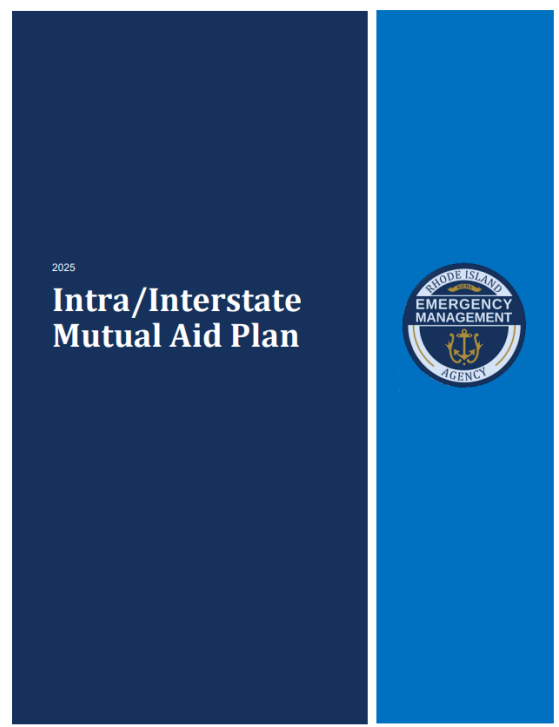 2025
Intra/Interstate
Mutual Aid Plan
RHODE ISLAND
EMERGENCY
MANAGEMENT
AGENCY